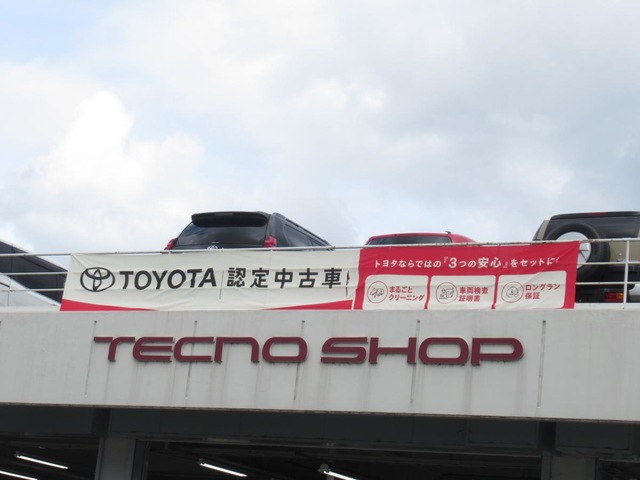 TOYOTA 認定中古車
トヨタならではの『3つの安心』をセットに
まるごと
クリーニング
車両検査
証明書
ロングラン
保証
TECNO SHOP